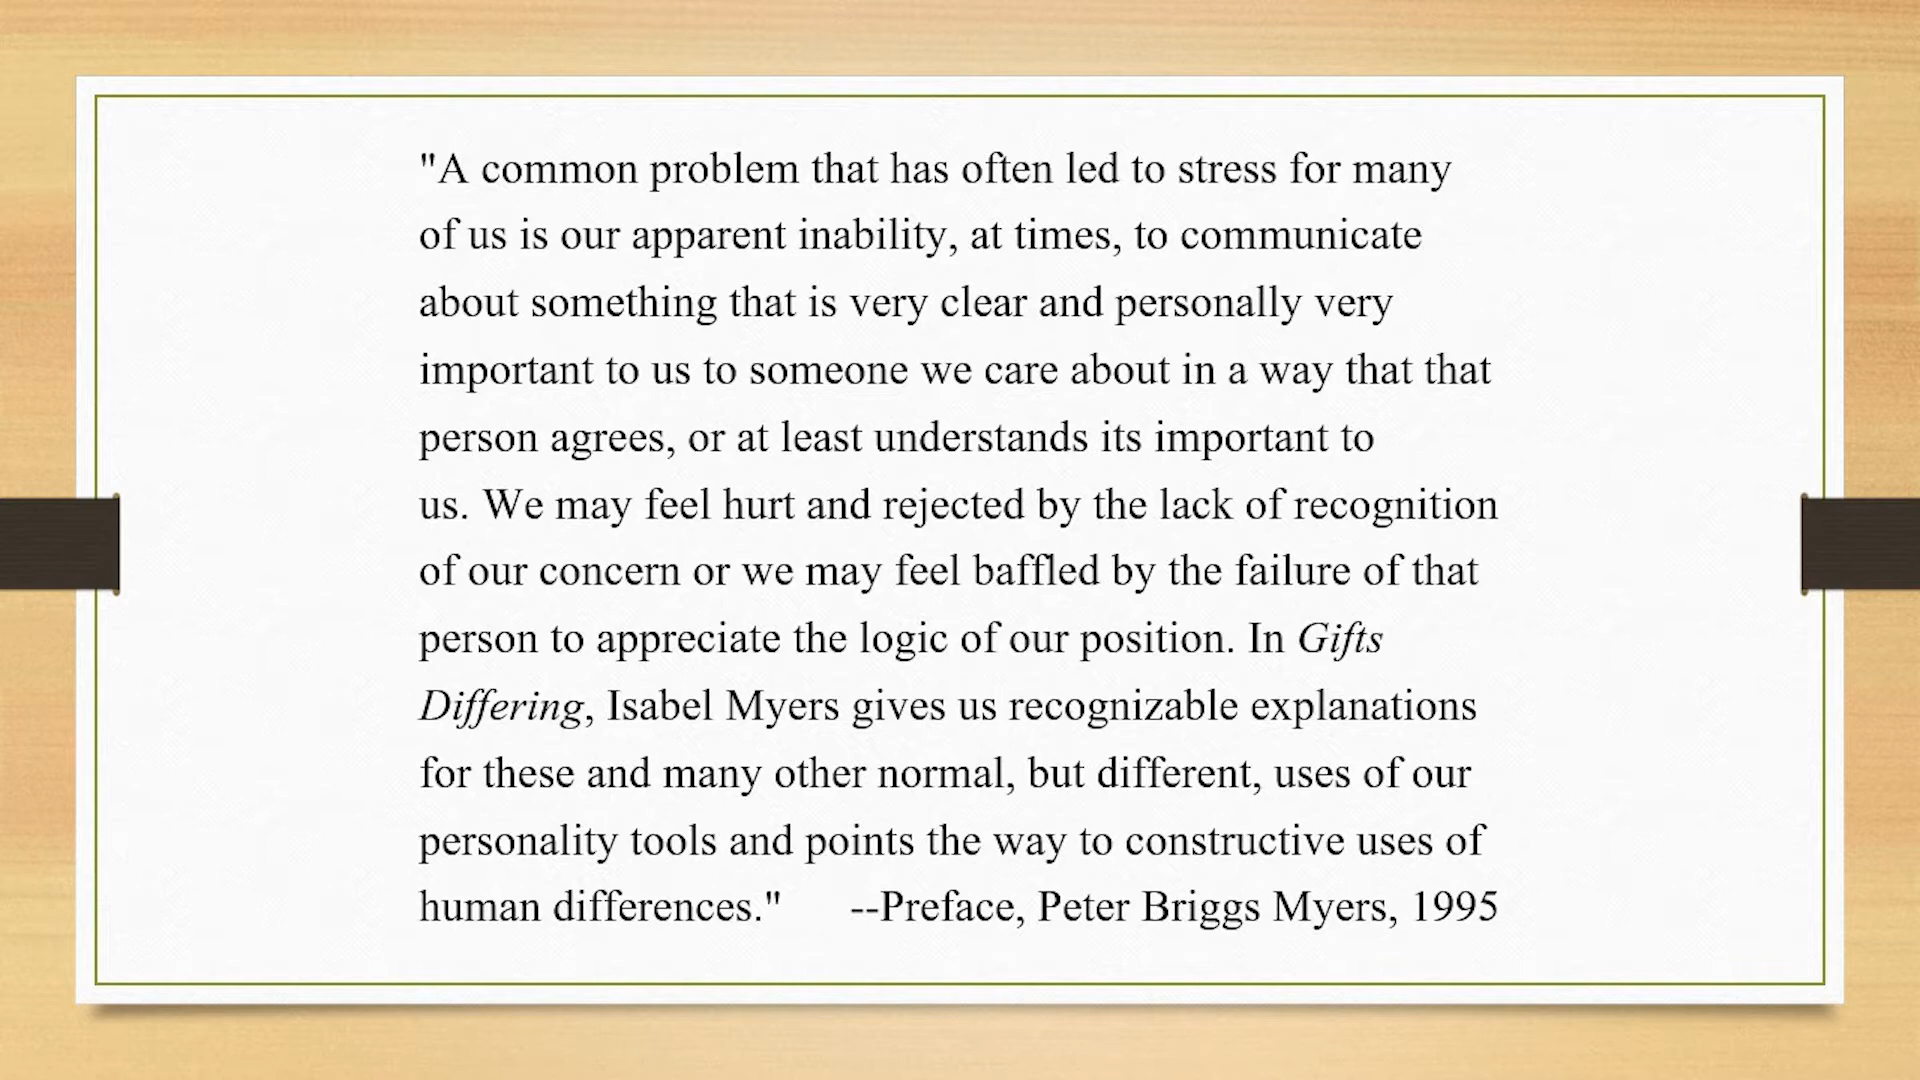 "A common problem that has often led to stress for many
of us is our apparent inability, at times, to communicate
about something that is very clear and personally very
important to us to someone we care about in a way that that
person agrees, or at least understands its important to
us. We may feel hurt and rejected by the lack of recognition
of our concern or we may feel baffled by the failure of that
person to appreciate the logic of our position. In Gifts
Differing, Isabel Myers gives us recognizable explanations
for these and many other normal, but different, uses of our
personality tools and points the way to constructive uses of
human differences." --Preface, Peter Briggs Myers, 1995